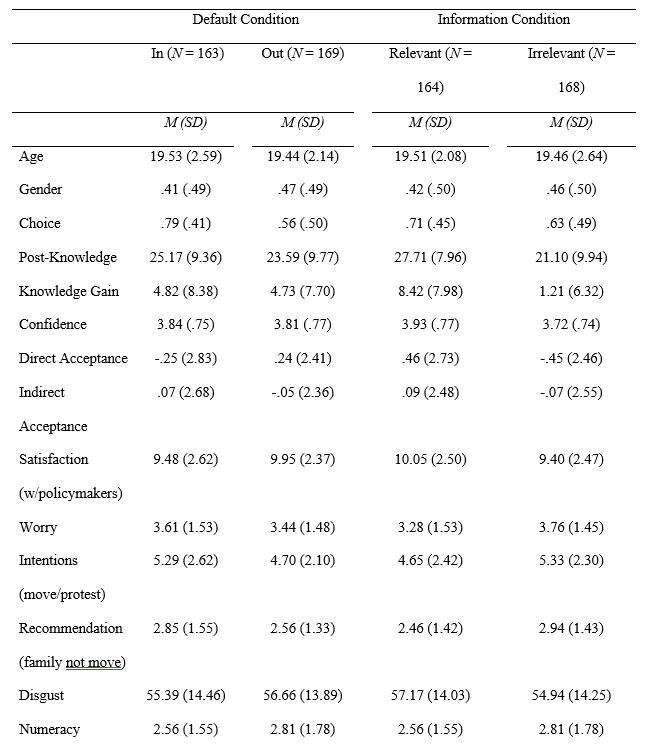 Default Condition Information Condition
In (N = 163) Out (N = 169) Relevant (N = Irrelevant (N =
164) 168)
M (SD) M (SD) M (SD) M (SD)
Age 19.53 (2.59) 19.44 (2.14) 19.51 (2.08) 19.46 (2.64)
Gender .41 (.49) .47 (.49) .42 (.50) .46 (.50)
Choice .79 (.41) .56 (.50) .71 (.45) .63 (.49)
Post-Knowledge 25.17 (9.36) 23.59 (9.77) 27.71 (7.96) 21.10 (9.94)
Knowledge Gain 4.82 (8.38) 4.73 (7.70) 8.42 (7.98) 1.21 (6.32)
Confidence 3.84 (.75) 3.81 (.77) 3.93 (.77) 3.72 (.74)
Direct Acceptance -.25 (2.83) .24 (2.41) .46 (2.73) -.45 (2.46)
Indirect .07 (2.68) -.05 (2.36) .09 (2.48) -.07 (2.55)
Acceptance
Satisfaction 9.48 (2.62) 9.95 (2.37) 10.05 (2.50) 9.40 (2.47)
(w/policymakers)
Worry 3.61 (1.53) 3.44 (1.48) 3.28 (1.53) 3.76 (1.45)
Intentions 5.29 (2.62) 4.70 (2.10) 4.65 (2.42) 5.33 (2.30)
(move/protest)
Recommendation 2.85 (1.55) 2.56 (1.33) 2.46 (1.42) 2.94 (1.43)
(family not move)
Disgust 55.39 (14.46) 56.66 (13.89) 57.17 (14.03) 54.94 (14.25)
Numeracy 2.56 (1.55) 2.81 (1.78) 2.56 (1.55) 2.81 (1.78)